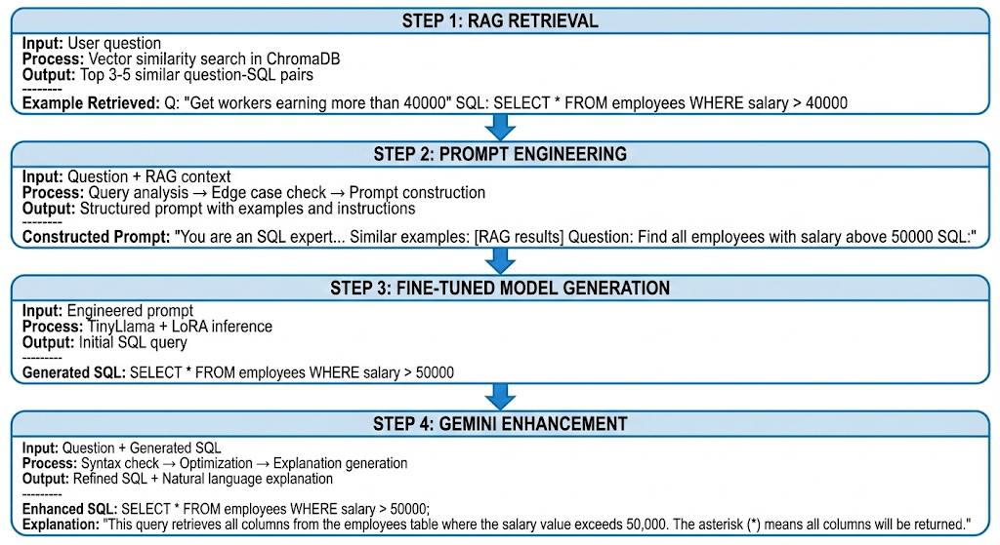 STEP 1: RAG RETRIEVAL
Input: User question
Process: Vector similarity search in ChromaDB
Output: Top 3-5 similar question-SQL pairs
--------
Example Retrieved: Q: "Get workers earning more than 40000" SQL: SELECT * FROM employees WHERE salary > 40000
STEP 2: PROMPT ENGINEERING
Input: Question + RAG context
Process: Query analysis → Edge case check → Prompt construction
Output: Structured prompt with examples and instructions
--------
Constructed Prompt: "You are an SQL expert... Similar examples: [RAG results] Question: Find all employees with salary above 50000 SQL:"
STEP 3: FINE-TUNED MODEL GENERATION
Input: Engineered prompt
Process: TinyLlama + LoRA inference
Output: Initial SQL query
--------
Generated SQL: SELECT * FROM employees WHERE salary > 50000
STEP 4: GEMINI ENHANCEMENT
Input: Question + Generated SQL
Process: Syntax check → Optimization → Explanation generation
Output: Refined SQL + Natural language explanation
--------
Enhanced SQL: SELECT * FROM employees WHERE salary > 50000;
Explanation: "This query retrieves all columns from the employees table where the salary value exceeds 50,000. The asterisk (*) means all columns will be returned."